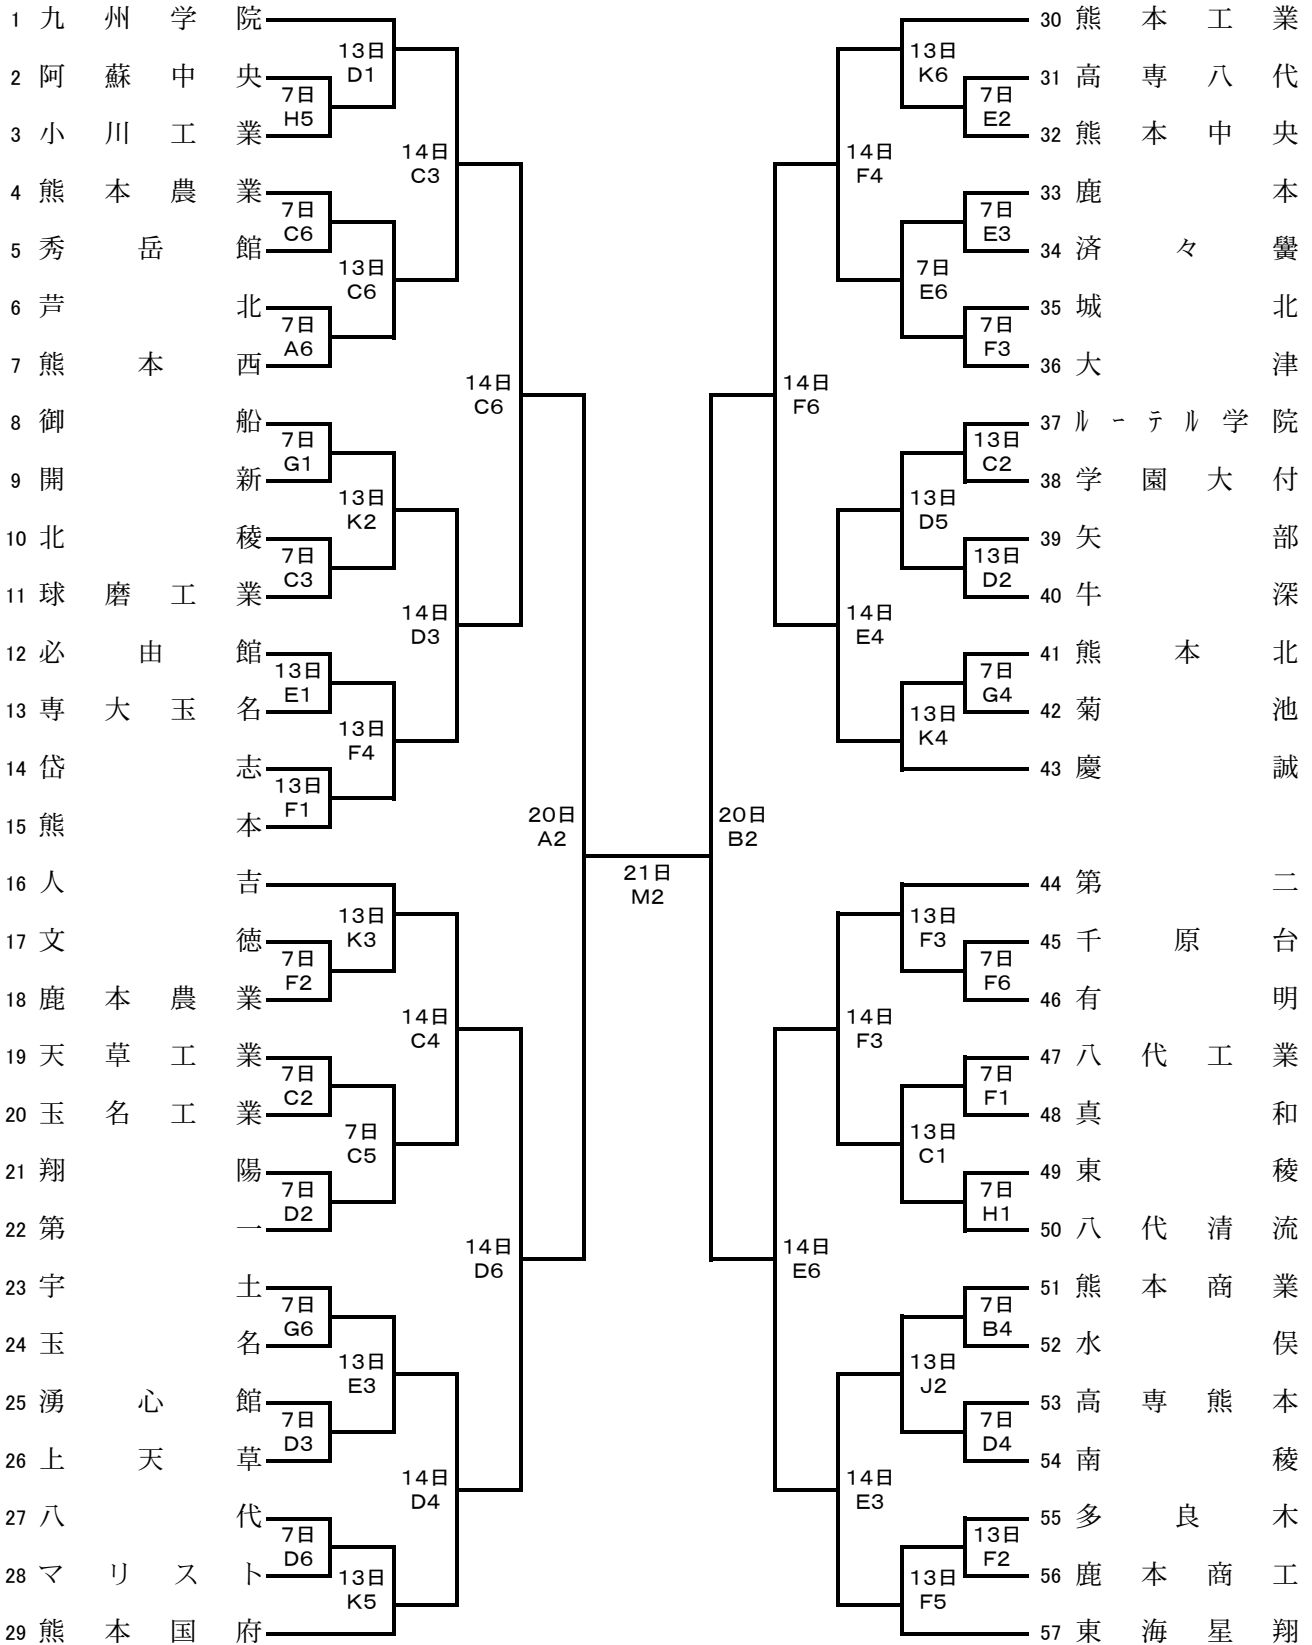 1 九州学院
2 阿蘇中央
3 小川工業
4 熊本農業
5 秀岳館
6 芦北
7 熊本西
8 御船
9 開新
10 北稜
11 球磨工業
12 必由館
13 専大玉名
14 岱志
15 熊本
16 人吉
17 文徳
18 鹿本農業
19 天草工業
20 玉名工業
21 翔陽
22 第一
23 宇土
24 玉名
25 湧心館
26 上天草
27 八代
28 マリスト
29 熊本国府
13日
D1
7日
H5
14日
C3
7日
C6
13日
C6
7日
A6
14日
C6
7日
G1
13日
K2
7日
C3
14日
D3
13日
E1
13日
F4
13日
F1
20日
A2
13日
K3
7日
F2
14日
C4
7日
C2
7日
C5
7日
D2
14日
D6
7日
G6
13日
E3
7日
D3
14日
D4
7日
D6
13日
K5
21日
M2
20日
B2
13日
K6
7日
E2
14日
F4
7日
E3
7日
E6
7日
F3
14日
F6
13日
C2
13日
D5
13日
D2
14日
E4
7日
G4
13日
K4
13日
F3
7日
F6
14日
F3
7日
F1
13日
C1
7日
H1
14日
E6
7日
B4
13日
J2
7日
D4
14日
E3
13日
F2
13日
F5
30 熊本工業
31 高専八代
32 熊本中央
33 鹿本
34 済々黌
35 城北
36 大津
37 ﾙｰﾃﾙ学院
38 学園大付
39 矢部
40 牛深
41 熊本北
42 菊池
43 慶誠
44 第二
45 千原台
46 有明
47 八代工業
48 真和
49 東稜
50 八代清流
51 熊本商業
52 水俣
53 高専熊本
54 南稜
55 多良木
56 鹿本商工
57 東海星翔